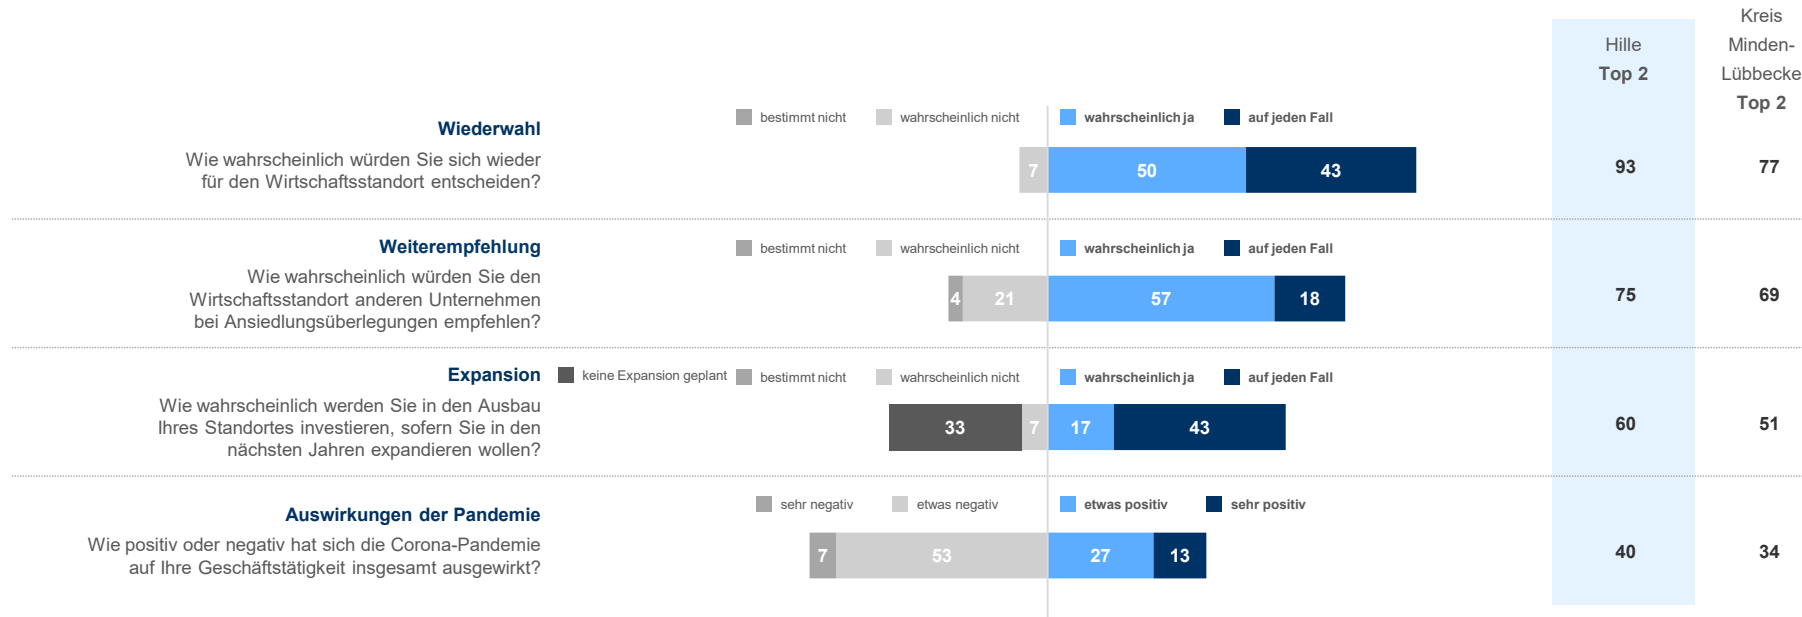 Hille
Top 2
Kreis
Minden-
Lübbecke
Top 2
Wiederwahl
Wie wahrscheinlich würden Sie sich wieder
für den Wirtschaftsstandort entscheiden?
bestimmt nicht wahrscheinlich nicht wahrscheinlich ja auf jeden Fall
7 50 43
93 77
Weiterempfehlung
Wie wahrscheinlich würden Sie den
Wirtschaftsstandort anderen Unternehmen
bei Ansiedlungsüberlegungen empfehlen?
bestimmt nicht wahrscheinlich nicht wahrscheinlich ja auf jeden Fall
4 21 57 18
75 69
Expansion
Wie wahrscheinlich werden Sie in den Ausbau
Ihres Standortes investieren, sofern Sie in den
nächsten Jahren expandieren wollen?
keine Expansion geplant bestimmt nicht wahrscheinlich nicht wahrscheinlich ja auf jeden Fall
33 7 17 43
60 51
Auswirkungen der Pandemie
Wie positiv oder negativ hat sich die Corona-Pandemie
auf Ihre Geschäftstätigkeit insgesamt ausgewirkt?
sehr negativ etwas negativ etwas positiv sehr positiv
7 53 27 13
40 34